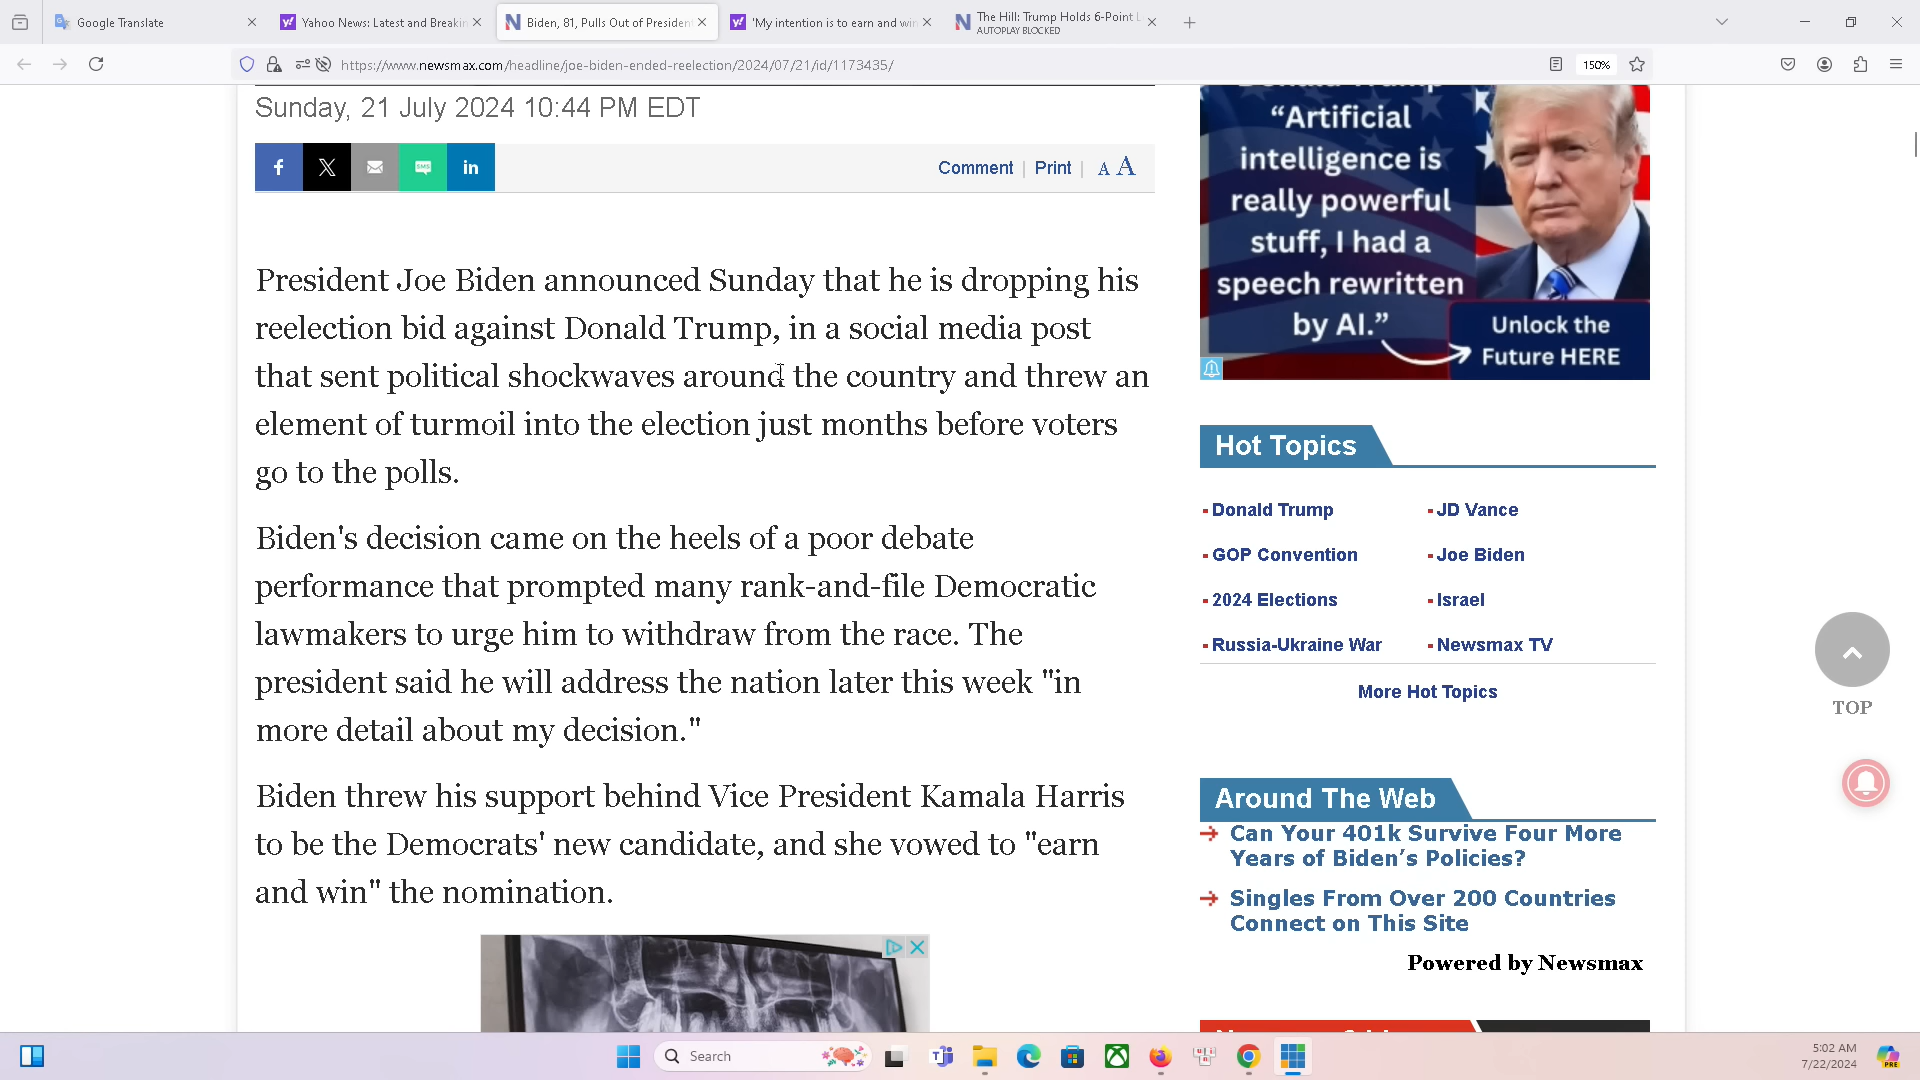 Google Translate
Yahoo News: Latest and Breakin
Biden, 81, Pulls Out of President
'My intention is to earn and win
The Hill: Trump Holds 6-Point L
AUTOPLAY BLOCKED
https://www.newsmax.com/headline/joe-biden-ended-reelection/2024/07/21/id/1173435/
150%
Sunday, 21 July 2024 10:44 PM EDT
f X SMS in
Comment | Print | A A
President Joe Biden announced Sunday that he is dropping his
reelection bid against Donald Trump, in a social media post
that sent political shockwaves around the country and threw an
element of turmoil into the election just months before voters
go to the polls.
Biden's decision came on the heels of a poor debate
performance that prompted many rank-and-file Democratic
lawmakers to urge him to withdraw from the race. The
president said he will address the nation later this week "in
more detail about my decision."
Biden threw his support behind Vice President Kamala Harris
to be the Democrats' new candidate, and she vowed to "earn
and win" the nomination.
Donald Trump
“Artificial
intelligence is
really powerful
stuff, I had a
speech rewritten
by AI.”
Unlock the
Future HERE
Hot Topics
Donald Trump
JD Vance
GOP Convention
Joe Biden
2024 Elections
Israel
Russia-Ukraine War
Newsmax TV
More Hot Topics
Around The Web
Can Your 401k Survive Four More
Years of Biden’s Policies?
Singles From Over 200 Countries
Connect on This Site
Powered by Newsmax
TOP
Search
5:02 AM
7/22/2024
PRE